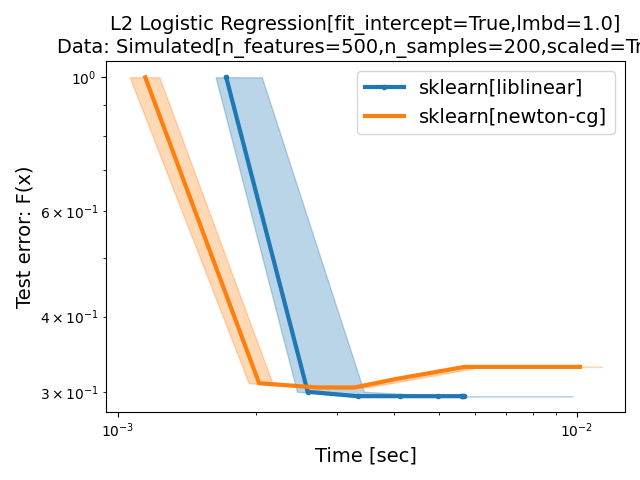 L2 Logistic Regression[fit_intercept=True,lmbd=1.0]
Data: Simulated[n_features=500,n_samples=200,scaled=Tr
sklearn[liblinear]
sklearn[newton-cg]
Test error: F(x)
10⁰
6 × 10⁻¹
4 × 10⁻¹
3 × 10⁻¹
10⁻³
10⁻²
Time [sec]